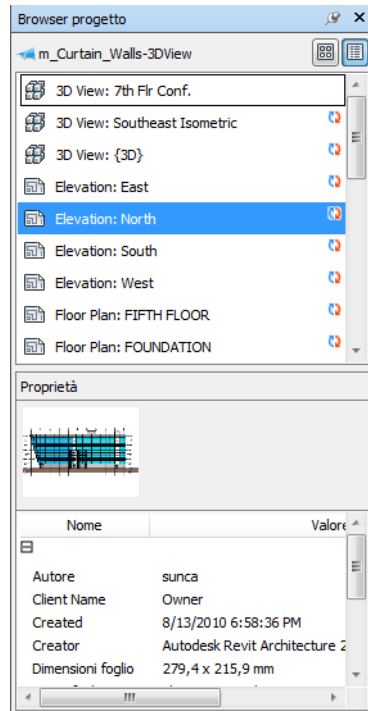 Browser progetto
m_Curtain_Walls-3DView
3D View: 7th Flr Conf.
3D View: Southeast Isometric
3D View: {3D}
Elevation: East
Elevation: North
Elevation: South
Elevation: West
Floor Plan: FIFTH FLOOR
Floor Plan: FOUNDATION
Proprietà
Nome Valore
Autore sunca
Client Name Owner
Created 8/13/2010 6:58:36 PM
Creator Autodesk Revit Architecture 2
Dimensioni foglio 279,4 x 215,9 mm